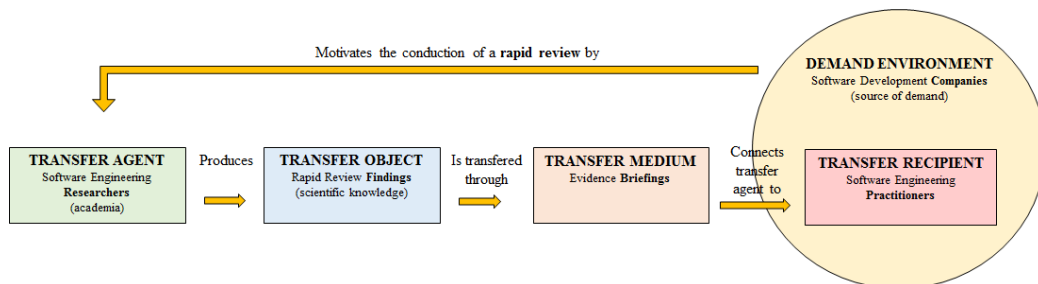 Motivates the conduction of a rapid review by
DEMAND ENVIRONMENT
Software Development Companies
(source of demand)
TRANSFER AGENT
Software Engineering
Researchers
(academia)
Produces
TRANSFER OBJECT
Rapid Review Findings
(scientific knowledge)
Is transfered
through
TRANSFER MEDIUM
Evidence Briefings
Connects
transfer
agent to
TRANSFER RECIPIENT
Software Engineering
Practitioners